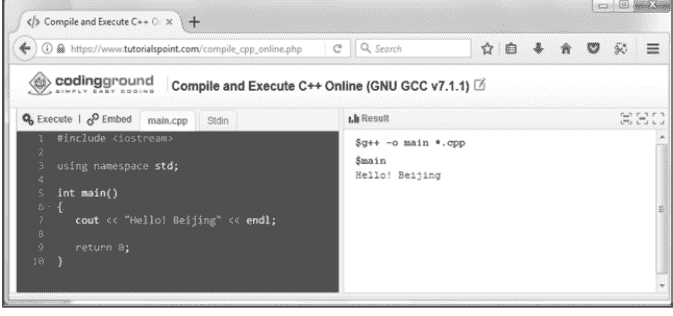 Compile and Execute C++ O
https://www.tutorialspoint.com/compile_cpp_online.php
Search
codingground
SIMPLY EASY CODING
Compile and Execute C++ Online (GNU GCC v7.1.1)
Execute | Embed main.cpp Stdin
Result
1 #include <iostream>
2
3 using namespace std;
4
5 int main()
6 {
7 cout << "Hello! Beijing" << endl;
8
9 return 0;
10 }
$g++ -o main *.cpp
$main
Hello! Beijing